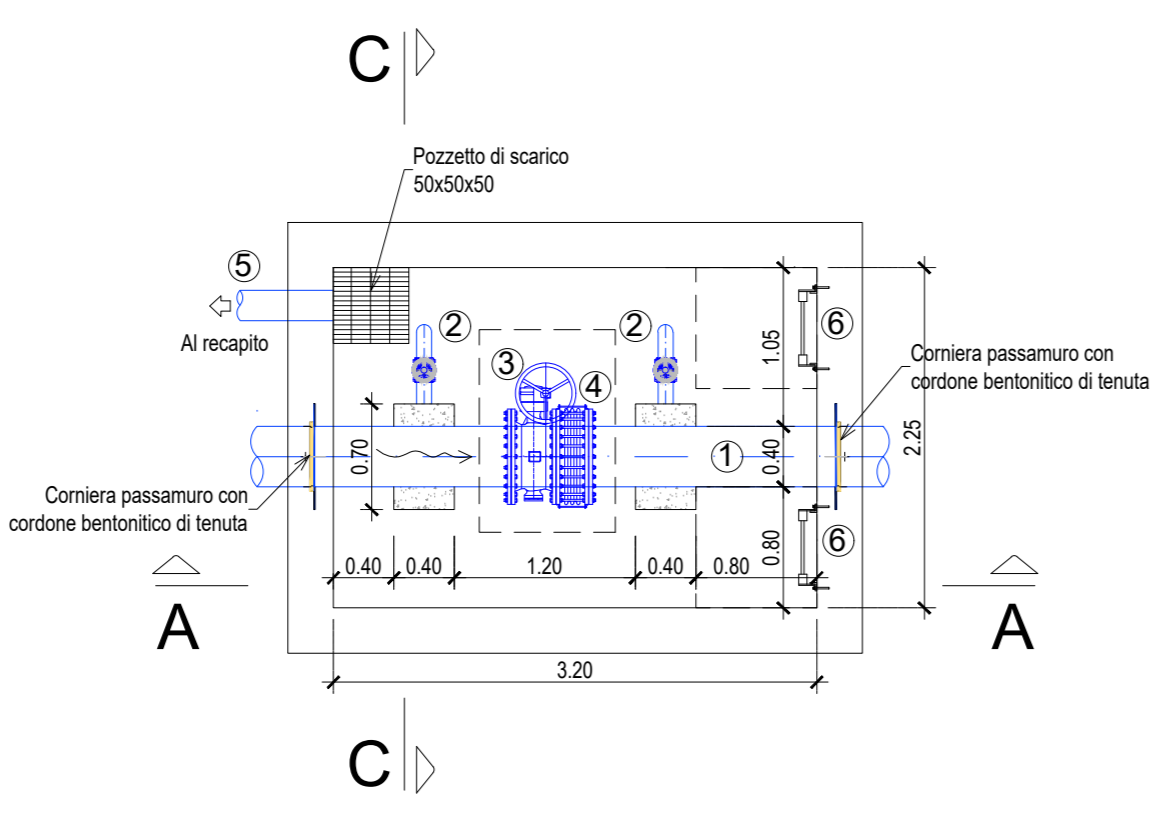 C
Pozzetto di scarico
50x50x50
5
Al recapito
2
2
6
3
4
1.05
Corniera passamuro con
cordone bentonitico di tenuta
0.70
1
0.40
2.25
Corniera passamuro con
cordone bentonitico di tenuta
0.40
0.40
1.20
0.40
0.80
0.80
6
A
A
3.20
C